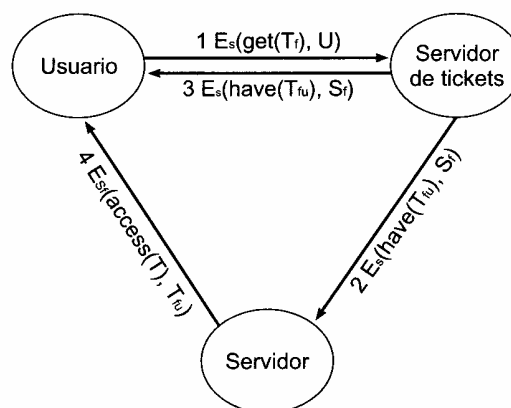 Usuario
1 Es(get(Tf), U)
3 Es(have(Tfu), Sf)
Servidor
de tickets
4 Esf(access(T), Tfu)
2 Es(have(Tfu), Sf)
Servidor